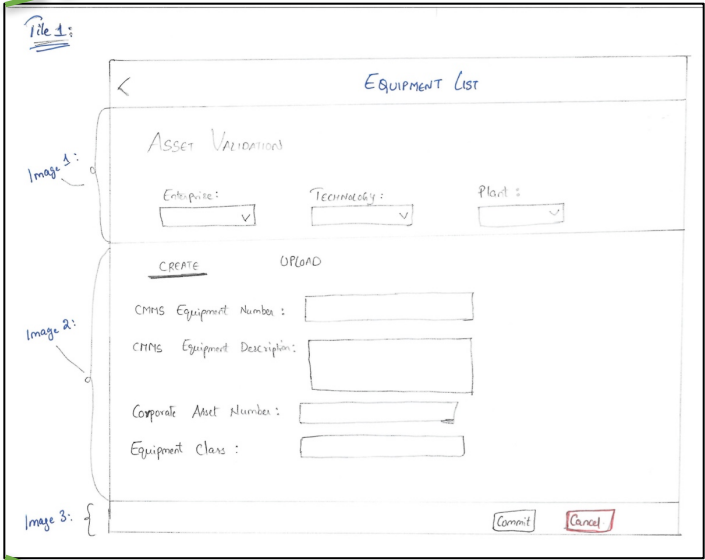 Tile 1:
< EQUIPMENT LIST
Image 1:
ASSET VALIDATION
Enterprise: TECHNOLOGY: Plant:
Image 2:
CREATE UPLOAD
CMMS Equipment Number:
CMMS Equipment Description:
Corporate Asset Number:
Equipment Class:
Image 3:
Commit Cancel